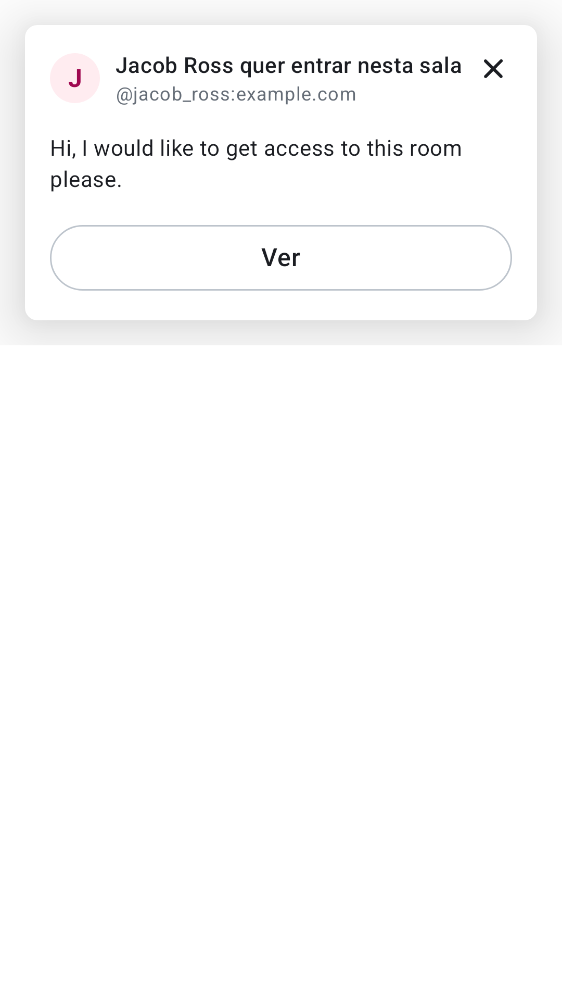 J
Jacob Ross quer entrar nesta sala
@jacob_ross:example.com
Hi, I would like to get access to this room
please.
Ver